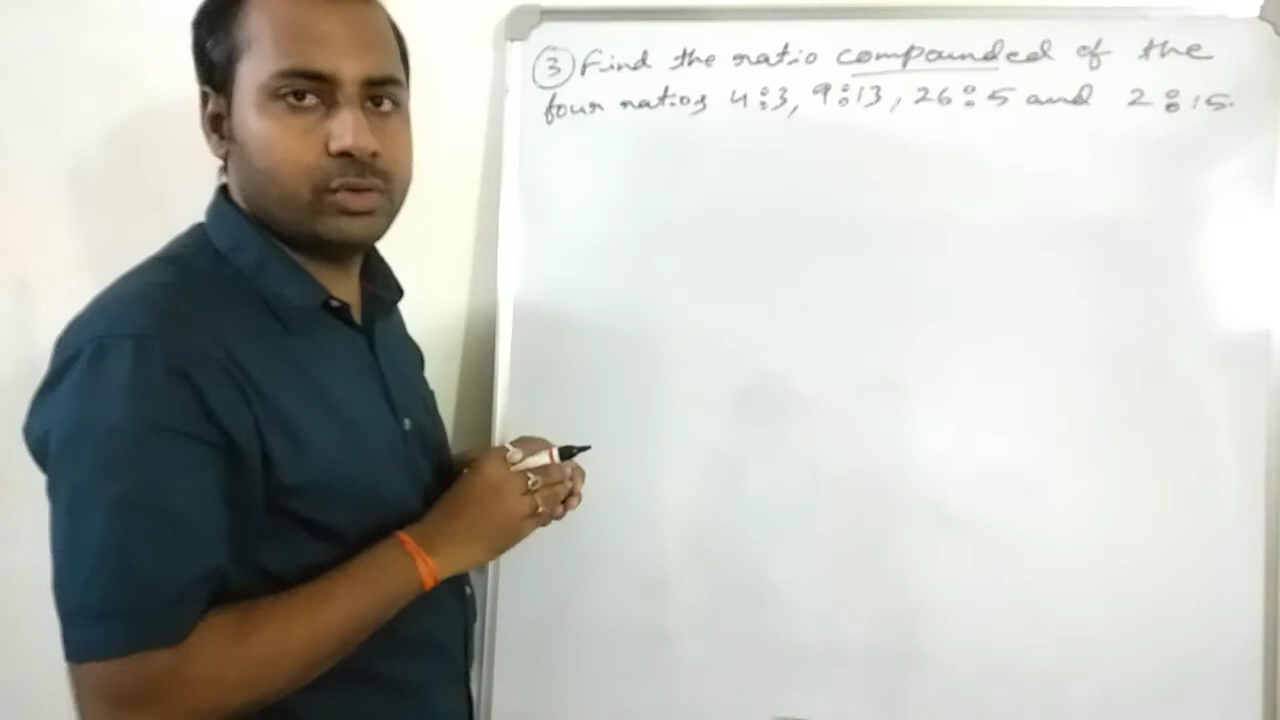 ③ Find the ratio compounded of the
four ratios 4:3, 9:13, 26:5 and 2:15.